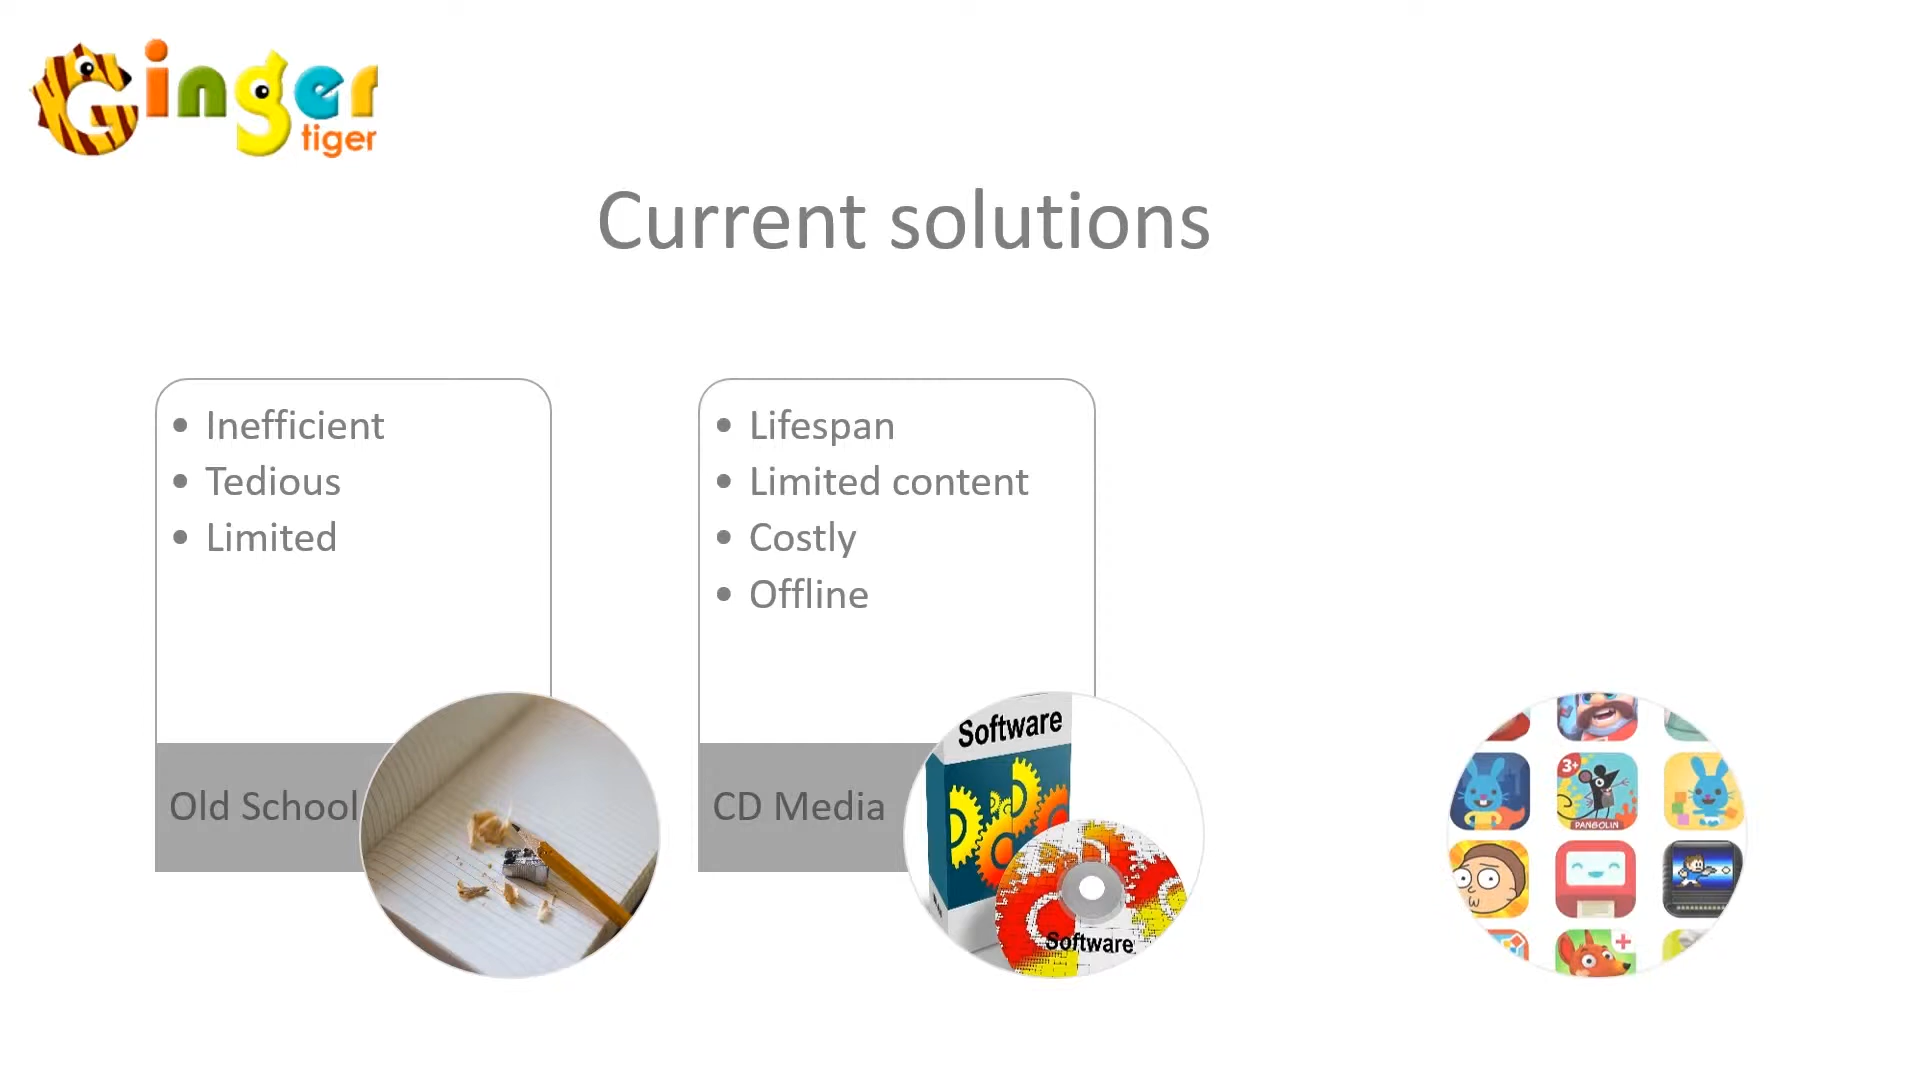 Ginger
tiger
Current solutions
• Inefficient
• Tedious
• Limited
Old School
• Lifespan
• Limited content
• Costly
• Offline
CD Media
Software
Software
3+
PANGOLIN